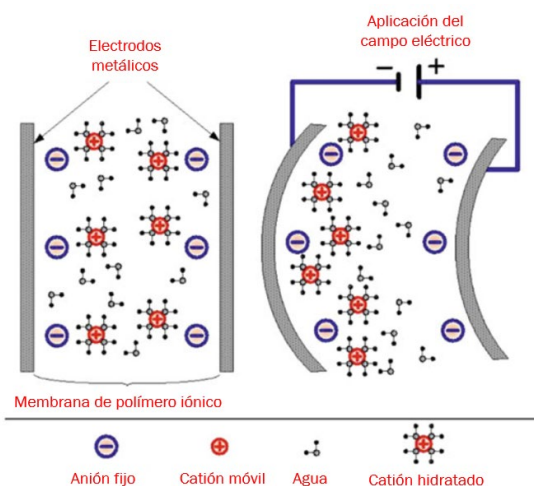 Electrodos
metálicos
Aplicación del
campo eléctrico
− +
Membrana de polímero iónico
Anión fijo
Catión móvil
Agua
Catión hidratado